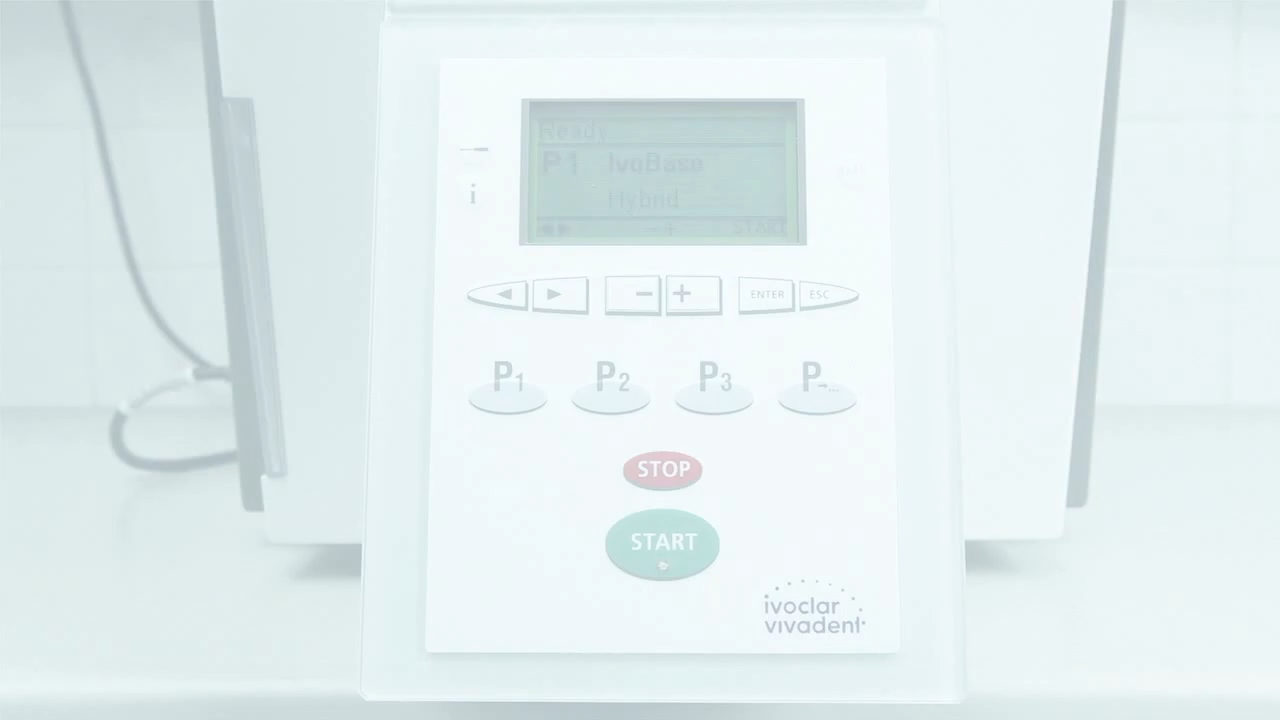 Ready
P1 IvoBase
Hybrid
START
i
ENTER ESC
P1 P2 P3 P...
STOP
START
ivoclar
vivadent